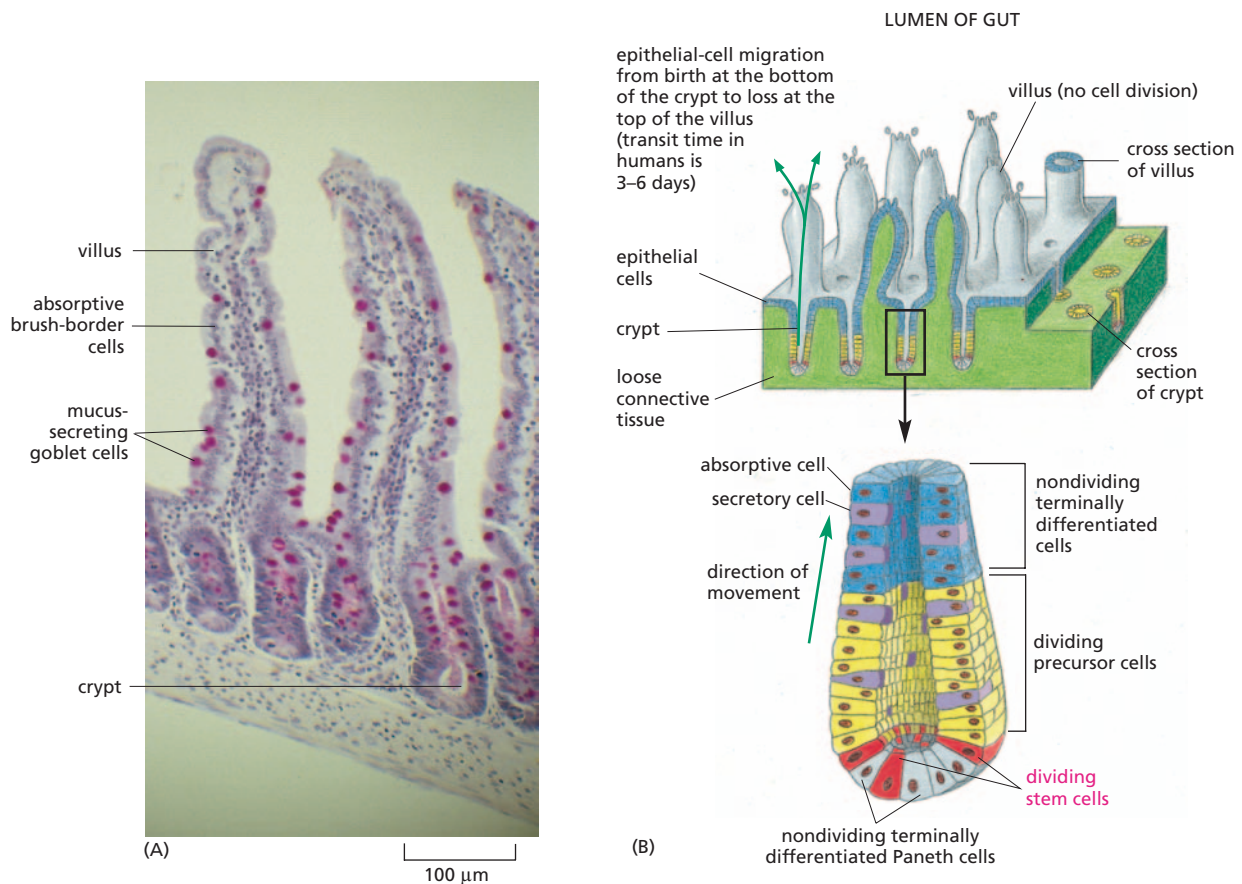 villus
absorptive
brush-border
cells
mucus-
secreting
goblet cells
crypt
(A)
100 μm
LUMEN OF GUT
epithelial-cell migration
from birth at the bottom
of the crypt to loss at the
top of the villus
(transit time in
humans is
3–6 days)
villus (no cell division)
cross section
of villus
epithelial
cells
crypt
loose
connective
tissue
cross
section
of crypt
absorptive cell
secretory cell
direction of
movement
nondividing
terminally
differentiated
cells
dividing
precursor cells
dividing
stem cells
nondividing terminally
differentiated Paneth cells
(B)